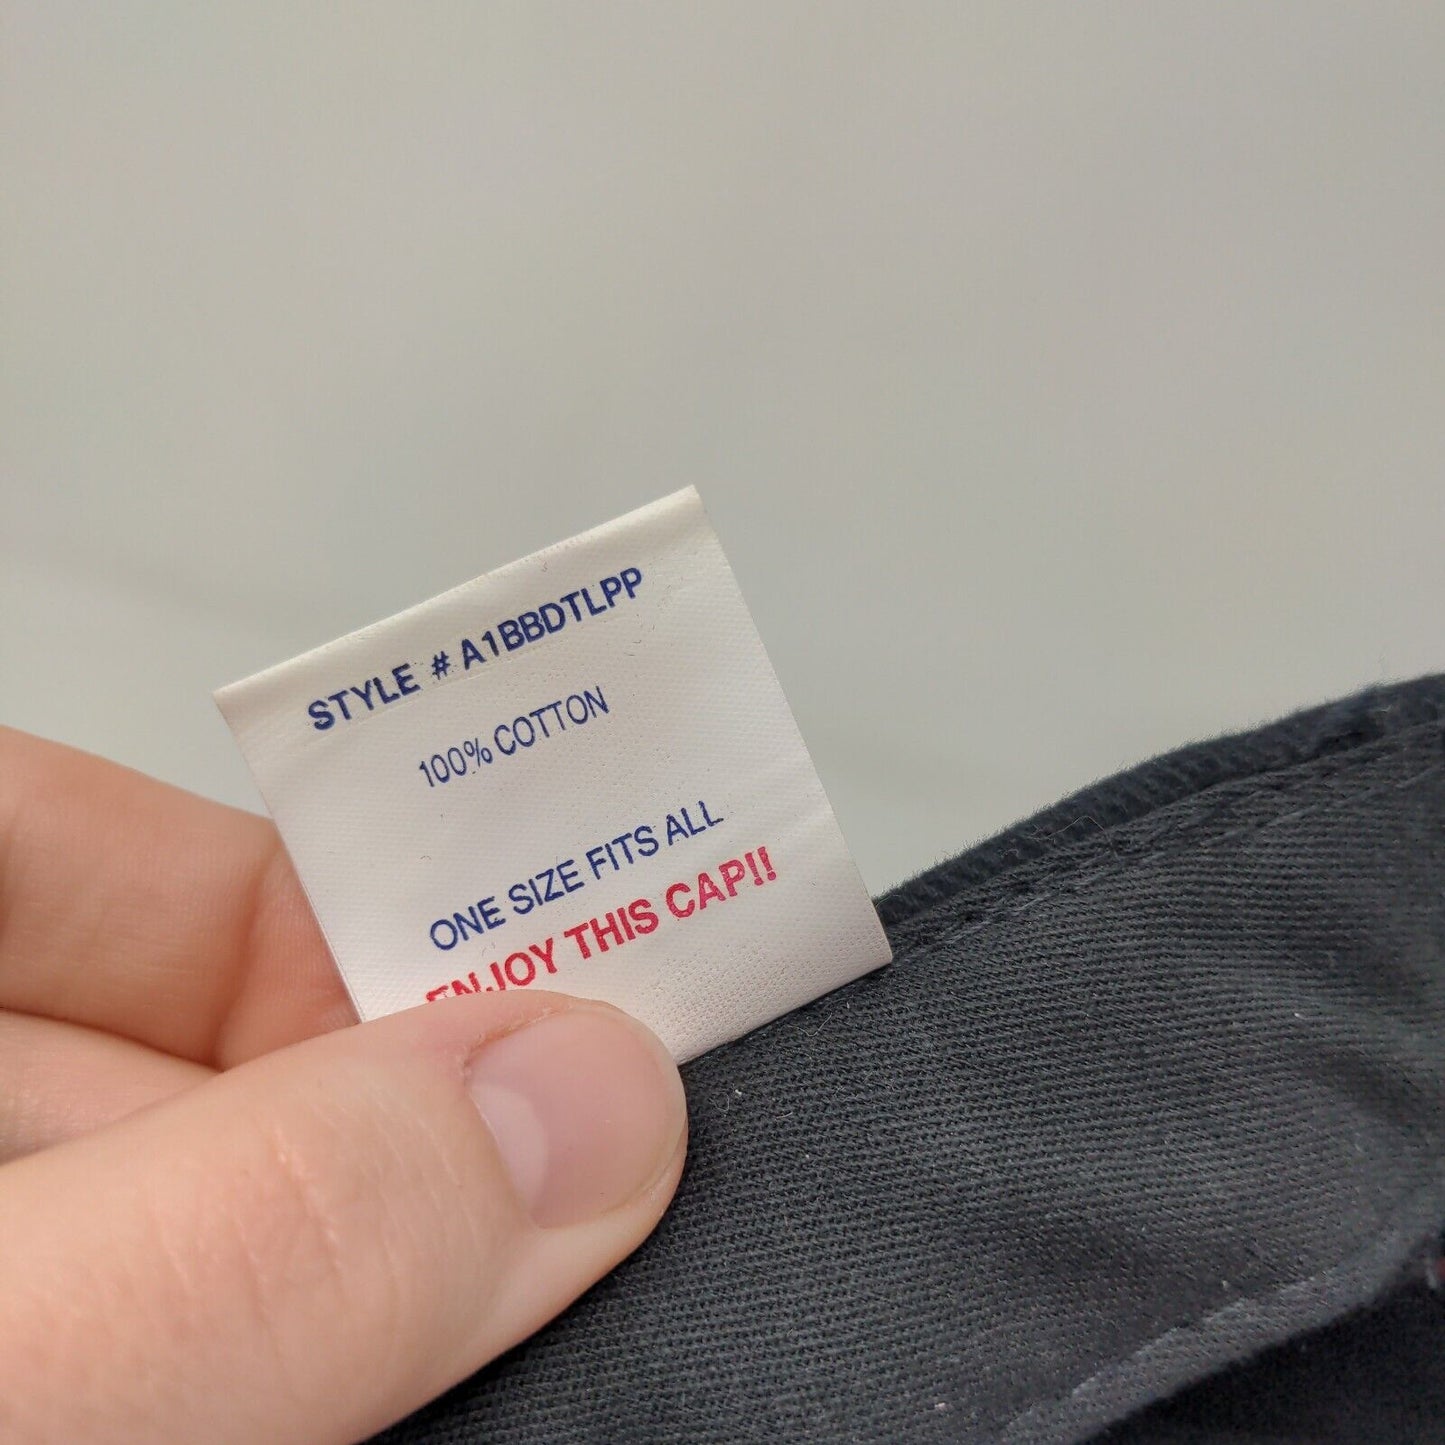 STYLE # A1BBDTLPP
100% COTTON
ONE SIZE FITS ALL
ENJOY THIS CAP!!